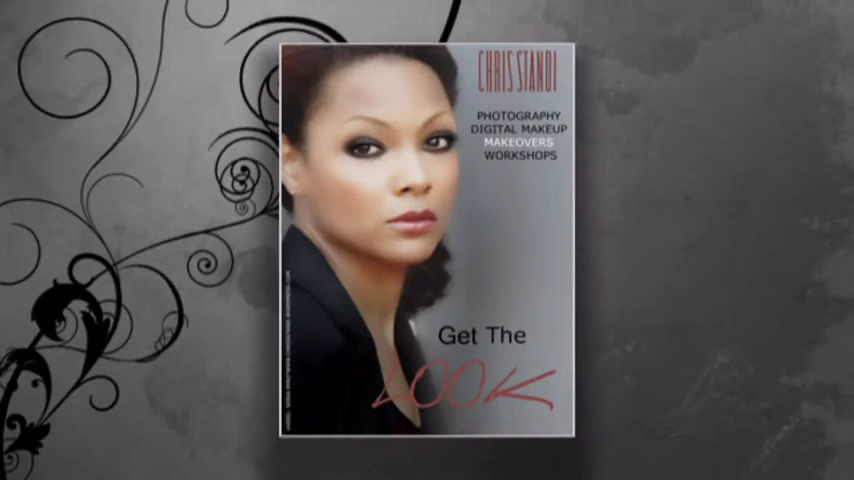 CHRIS STANDI
PHOTOGRAPHY
DIGITAL MAKEUP
MAKEOVERS
WORKSHOPS
Get The
LOOK